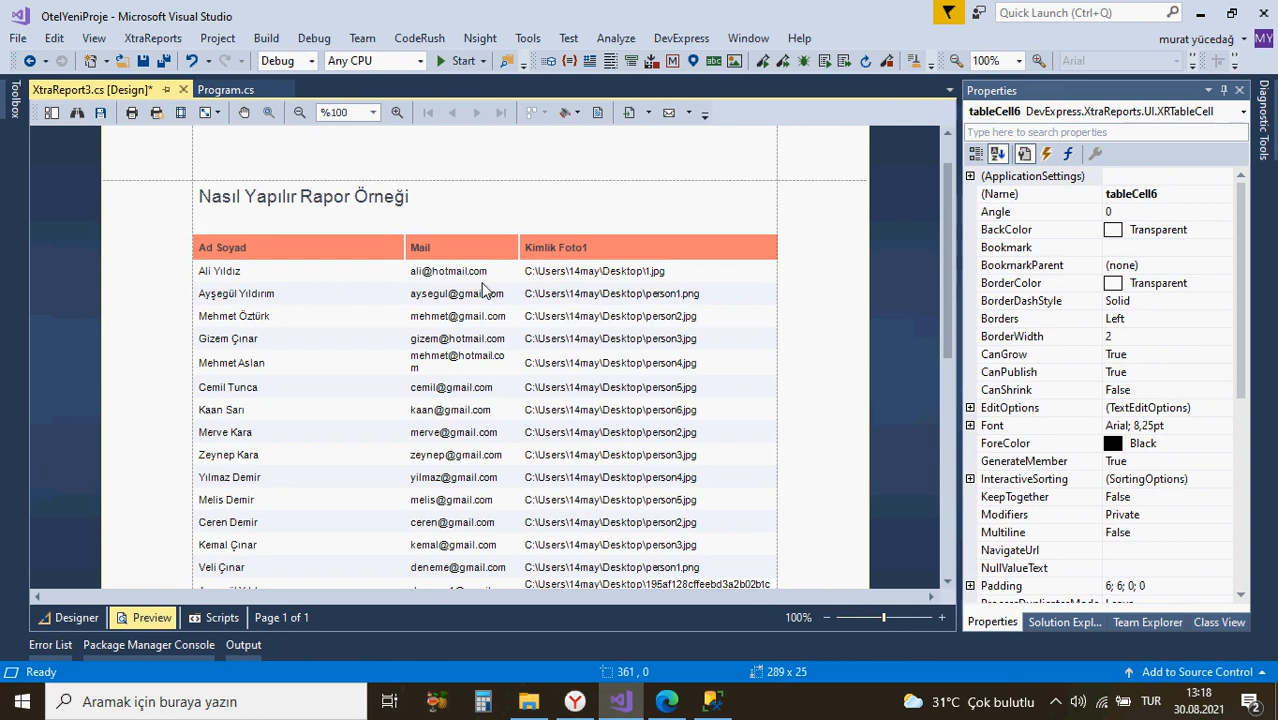 OtelYeniProje - Microsoft Visual Studio
Quick Launch (Ctrl+Q)
File Edit View XtraReports Project Build Debug Team CodeRush Nsight Tools Test Analyze DevExpress Window Help
murat yücedağ MY
Debug Any CPU Start 100% Arial
XtraReport3.cs [Design]* Program.cs
Toolbox
%100
Nasıl Yapılır Rapor Örneği
Ad Soyad Mail Kimlik Foto1
Ali Yıldız ali@hotmail.com C:\Users\14may\Desktop\1.jpg
Ayşegül Yıldırım aysegul@gmail.com C:\Users\14may\Desktop\person1.png
Mehmet Öztürk mehmet@gmail.com C:\Users\14may\Desktop\person2.jpg
Gizem Çınar gizem@hotmail.com C:\Users\14may\Desktop\person3.jpg
Mehmet Aslan mehmet@hotmail.co
m C:\Users\14may\Desktop\person4.jpg
Cemil Tunca cemil@gmail.com C:\Users\14may\Desktop\person5.jpg
Kaan Sarı kaan@gmail.com C:\Users\14may\Desktop\person6.jpg
Merve Kara merve@gmail.com C:\Users\14may\Desktop\person2.jpg
Zeynep Kara zeynep@gmail.com C:\Users\14may\Desktop\person3.jpg
Yılmaz Demir yilmaz@gmail.com C:\Users\14may\Desktop\person4.jpg
Melis Demir melis@gmail.com C:\Users\14may\Desktop\person5.jpg
Ceren Demir ceren@gmail.com C:\Users\14may\Desktop\person2.jpg
Kemal Çınar kemal@gmail.com C:\Users\14may\Desktop\person3.jpg
Veli Çınar deneme@gmail.com C:\Users\14may\Desktop\person1.jpg
C:\Users\14may\Desktop\195af128cffeebd3a2b02b1c
Designer Preview Scripts Page 1 of 1 100%
Properties
tableCell6 DevExpress.XtraReports.UI.XRTableCell
Type here to search properties
(ApplicationSettings)
(Name) tableCell6
Angle 0
BackColor Transparent
Bookmark
BookmarkParent (none)
BorderColor Transparent
BorderDashStyle Solid
Borders Left
BorderWidth 2
CanGrow True
CanPublish True
CanShrink False
EditOptions (TextEditOptions)
Font Arial; 8,25pt
ForeColor Black
GenerateMember True
InteractiveSorting (SortingOptions)
KeepTogether False
Modifiers Private
Multiline False
NavigateUrl
NullValueText
Padding 6; 6; 0; 0
Properties Solution Expl... Team Explorer Class View
Diagnostic Tools
Error List Package Manager Console Output
Ready 361 , 0 289 x 25 Add to Source Control
Aramak için buraya yazın
31°C Çok bulutlu TUR 13:18
30.08.2021 2